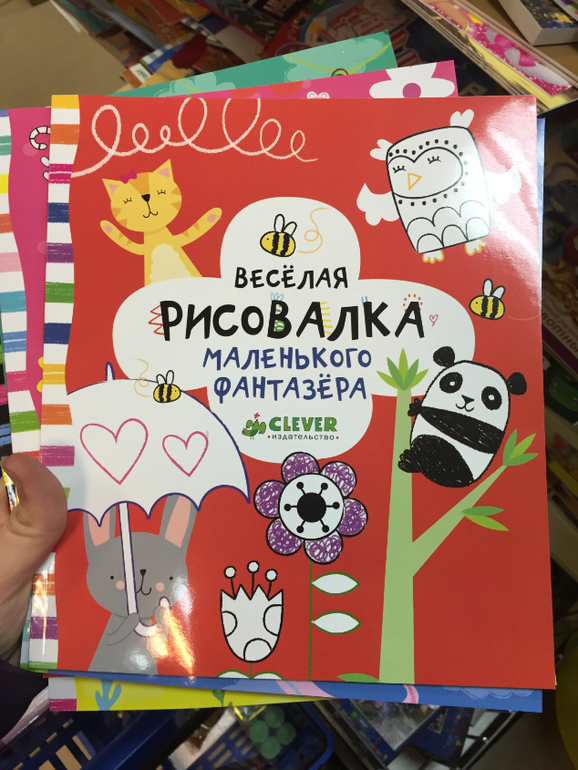 ВЕСЁЛАЯ
РИСОВАЛКА
МАЛЕНЬКОГО
ФАНТАЗЁРА
CLEVER
ИЗДАТЕЛЬСТВО